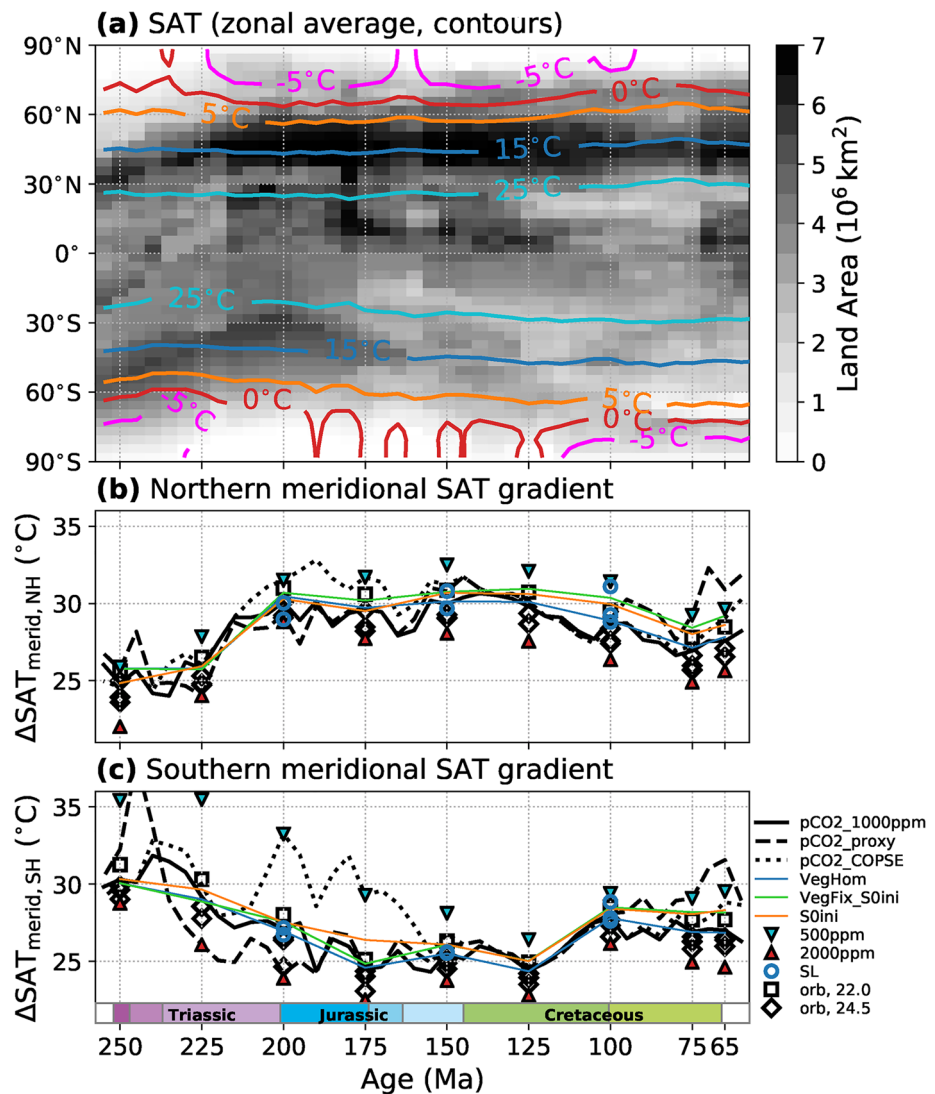 (a) SAT (zonal average, contours)
90°N
60°N
30°N
0°
30°S
60°S
90°S
-5°C
-5°C
0°C
5°C
15°C
25°C
25°C
15°C
0°C
-5°C
5°C
0°C
-5°C
7
6
5
4
3
2
1
0
Land Area (10⁶ km²)
(b) Northern meridional SAT gradient
35
30
25
ΔSATmerid, NH (°C)
(c) Southern meridional SAT gradient
35
30
25
ΔSATmerid, SH (°C)
pCO2_1000ppm
pCO2_proxy
pCO2_COPSE
VegHom
VegFix_S0ini
S0ini
500ppm
2000ppm
SL
orb, 22.0
orb, 24.5
Triassic Jurassic Cretaceous
250 225 200 175 150 125 100 75 65
Age (Ma)